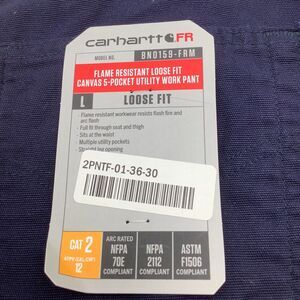 carhartt FR
MODEL NO. BN0159-FRM
FLAME RESISTANT LOOSE FIT
CANVAS 5-POCKET UTILITY WORK PANT
L LOOSE FIT
- Flame resistant workwear resists flash fire and
arc flash
- Full fit through seat and thigh
- Sits at the waist
Multiple utility pockets
Straight leg opening
2PNTF-01-36-30
CAT 2
12
ARC RATED
NFPA
70E
COMPLIANT
NFPA
2112
COMPLIANT
ASTM
F1506
COMPLIANT